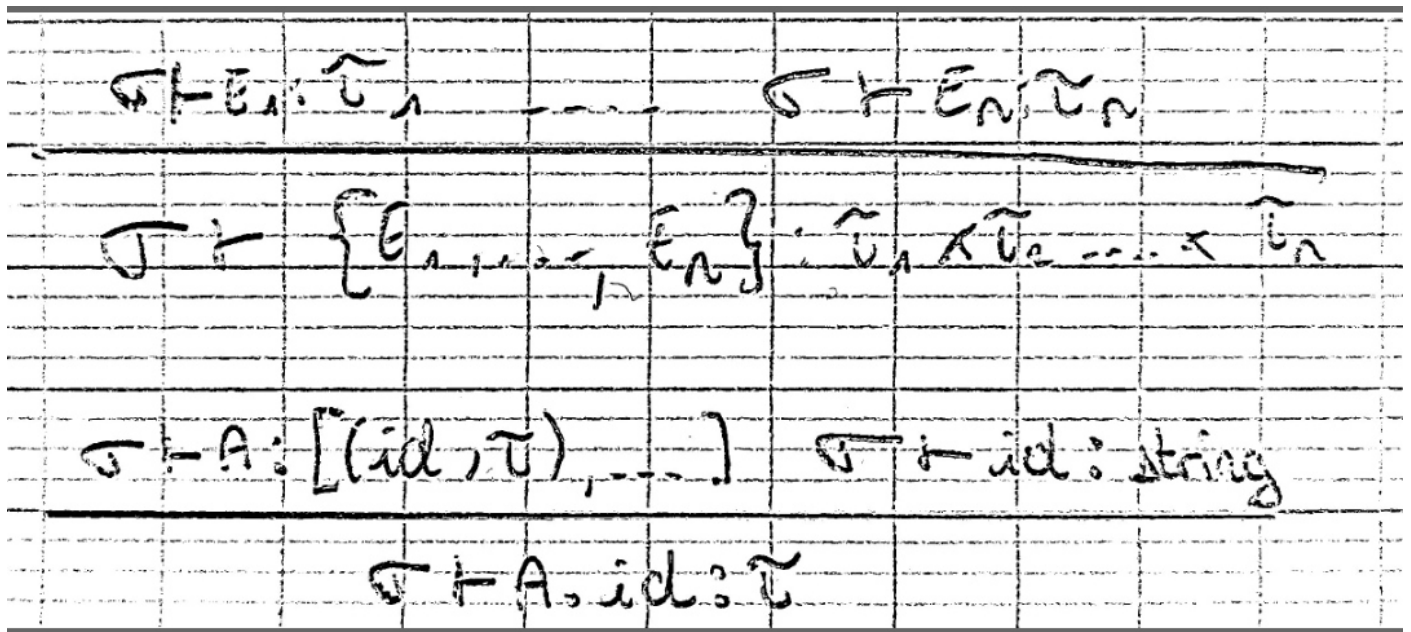 σ ⊢ E₁ : τ₁ ..... σ ⊢ Eₙ : τₙ
σ ⊢ {E₁,...,Eₙ} : τ₁ × τ₂ .... × τₙ
σ ⊢ A : [(id, τ), ....] σ ⊢ id : string
σ ⊢ A.id : τ